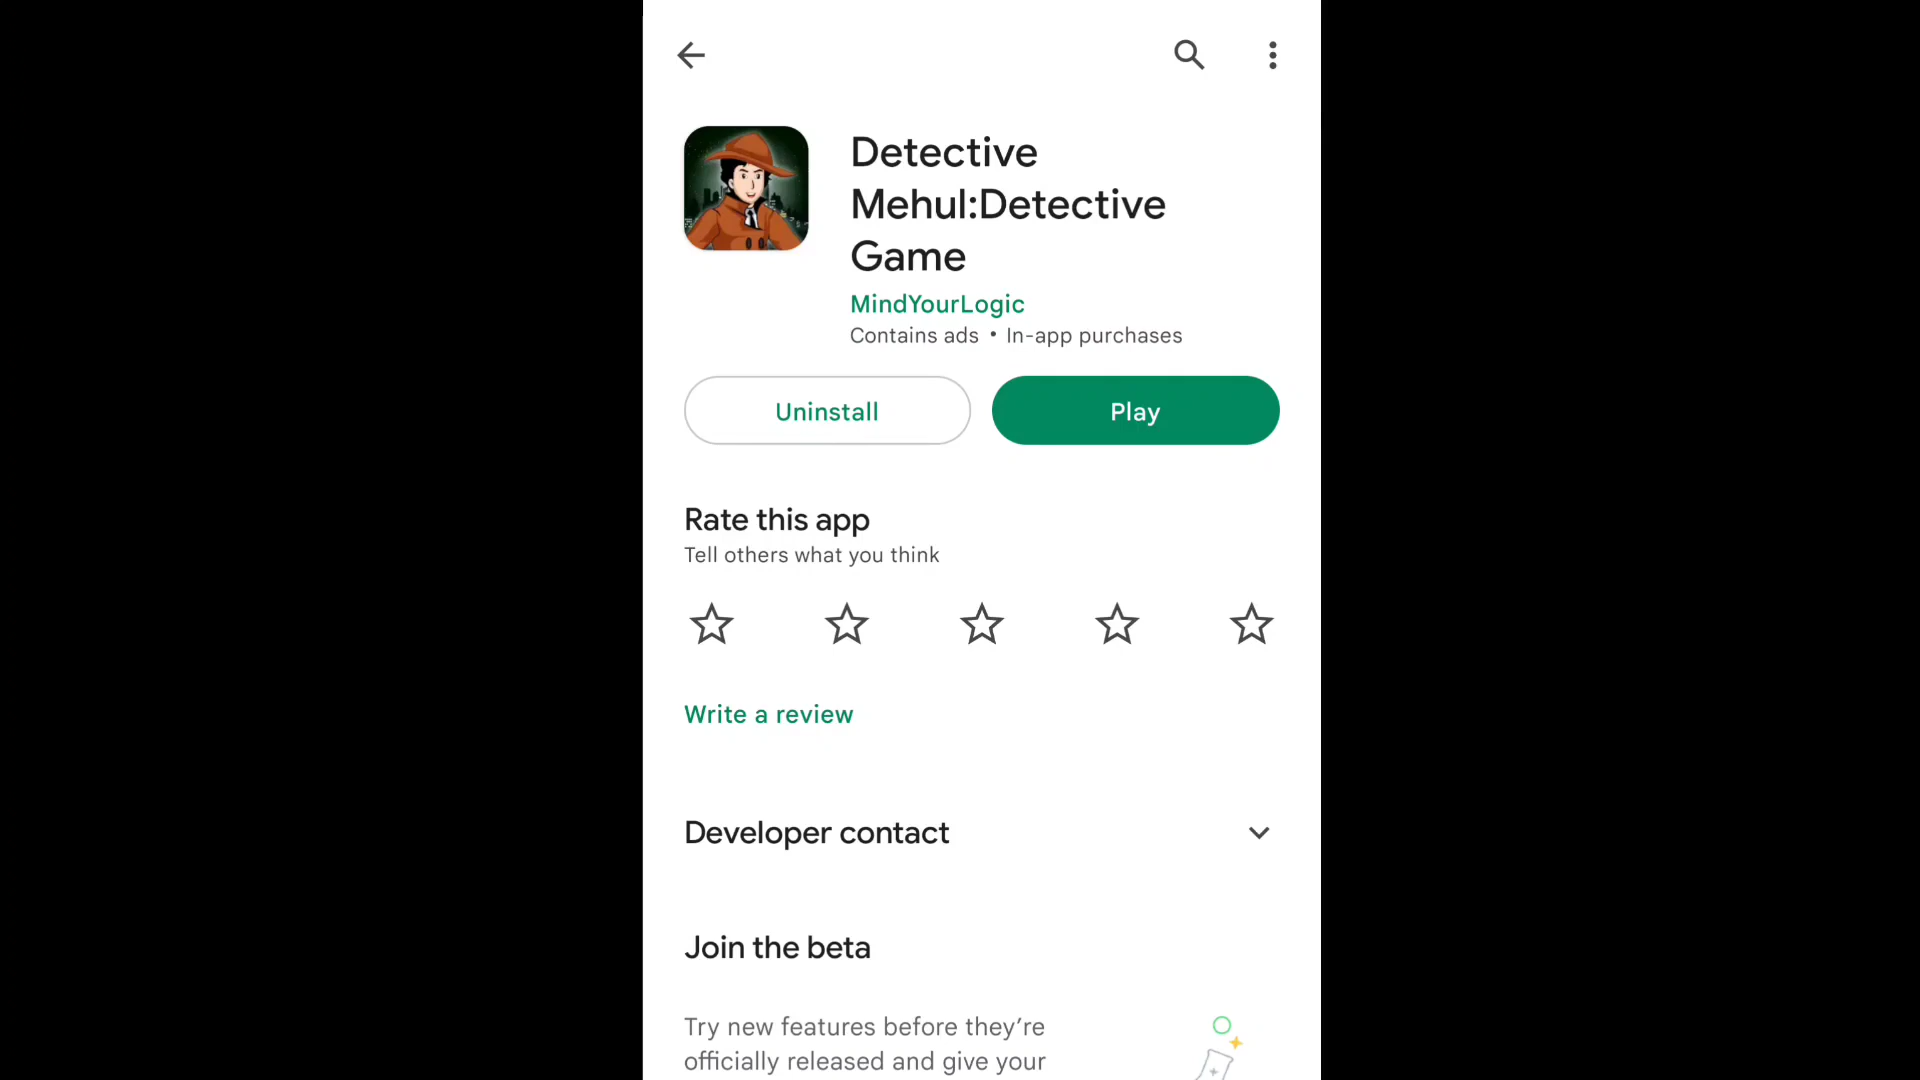 Detective
Mehul:Detective
Game
MindYourLogic
Contains ads • In-app purchases
Uninstall
Play
Rate this app
Tell others what you think
Write a review
Developer contact
Join the beta
Try new features before they’re
officially released and give your